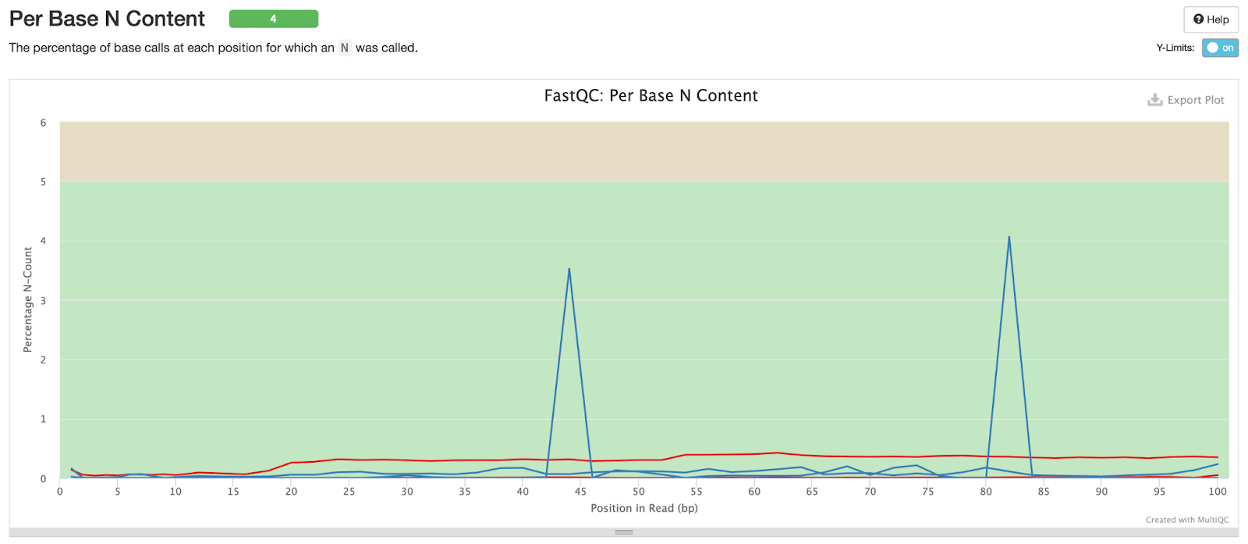 Per Base N Content 4
Help
The percentage of base calls at each position for which an N was called.
Y-Limits: on
FastQC: Per Base N Content
Export Plot
6
5
4
3
2
1
0
Percentage N-Count
0 5 10 15 20 25 30 35 40 45 50 55 60 65 70 75 80 85 90 95 100
Position in Read (bp)
Created with MultiQC